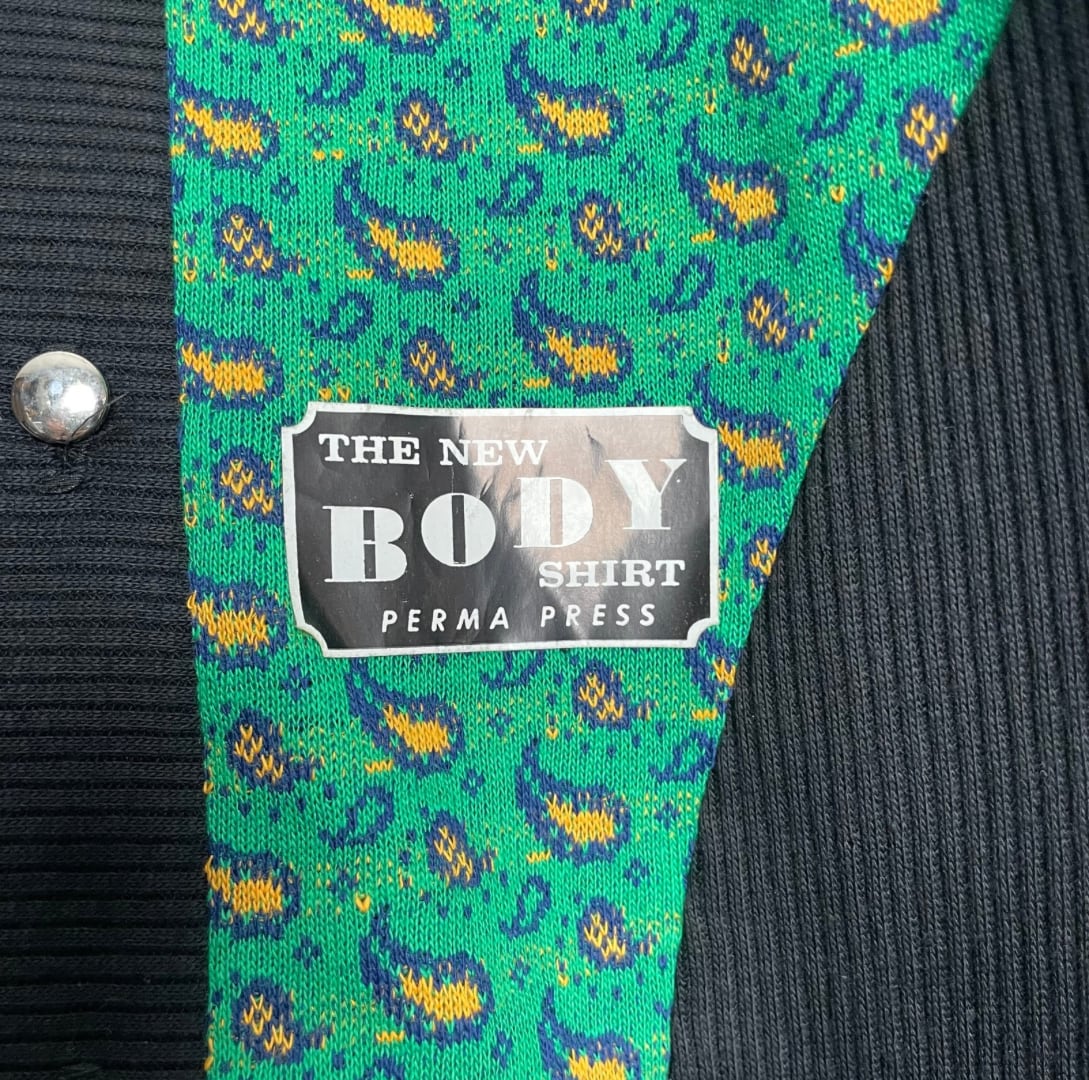 THE NEW
BODY
SHIRT
PERMA PRESS